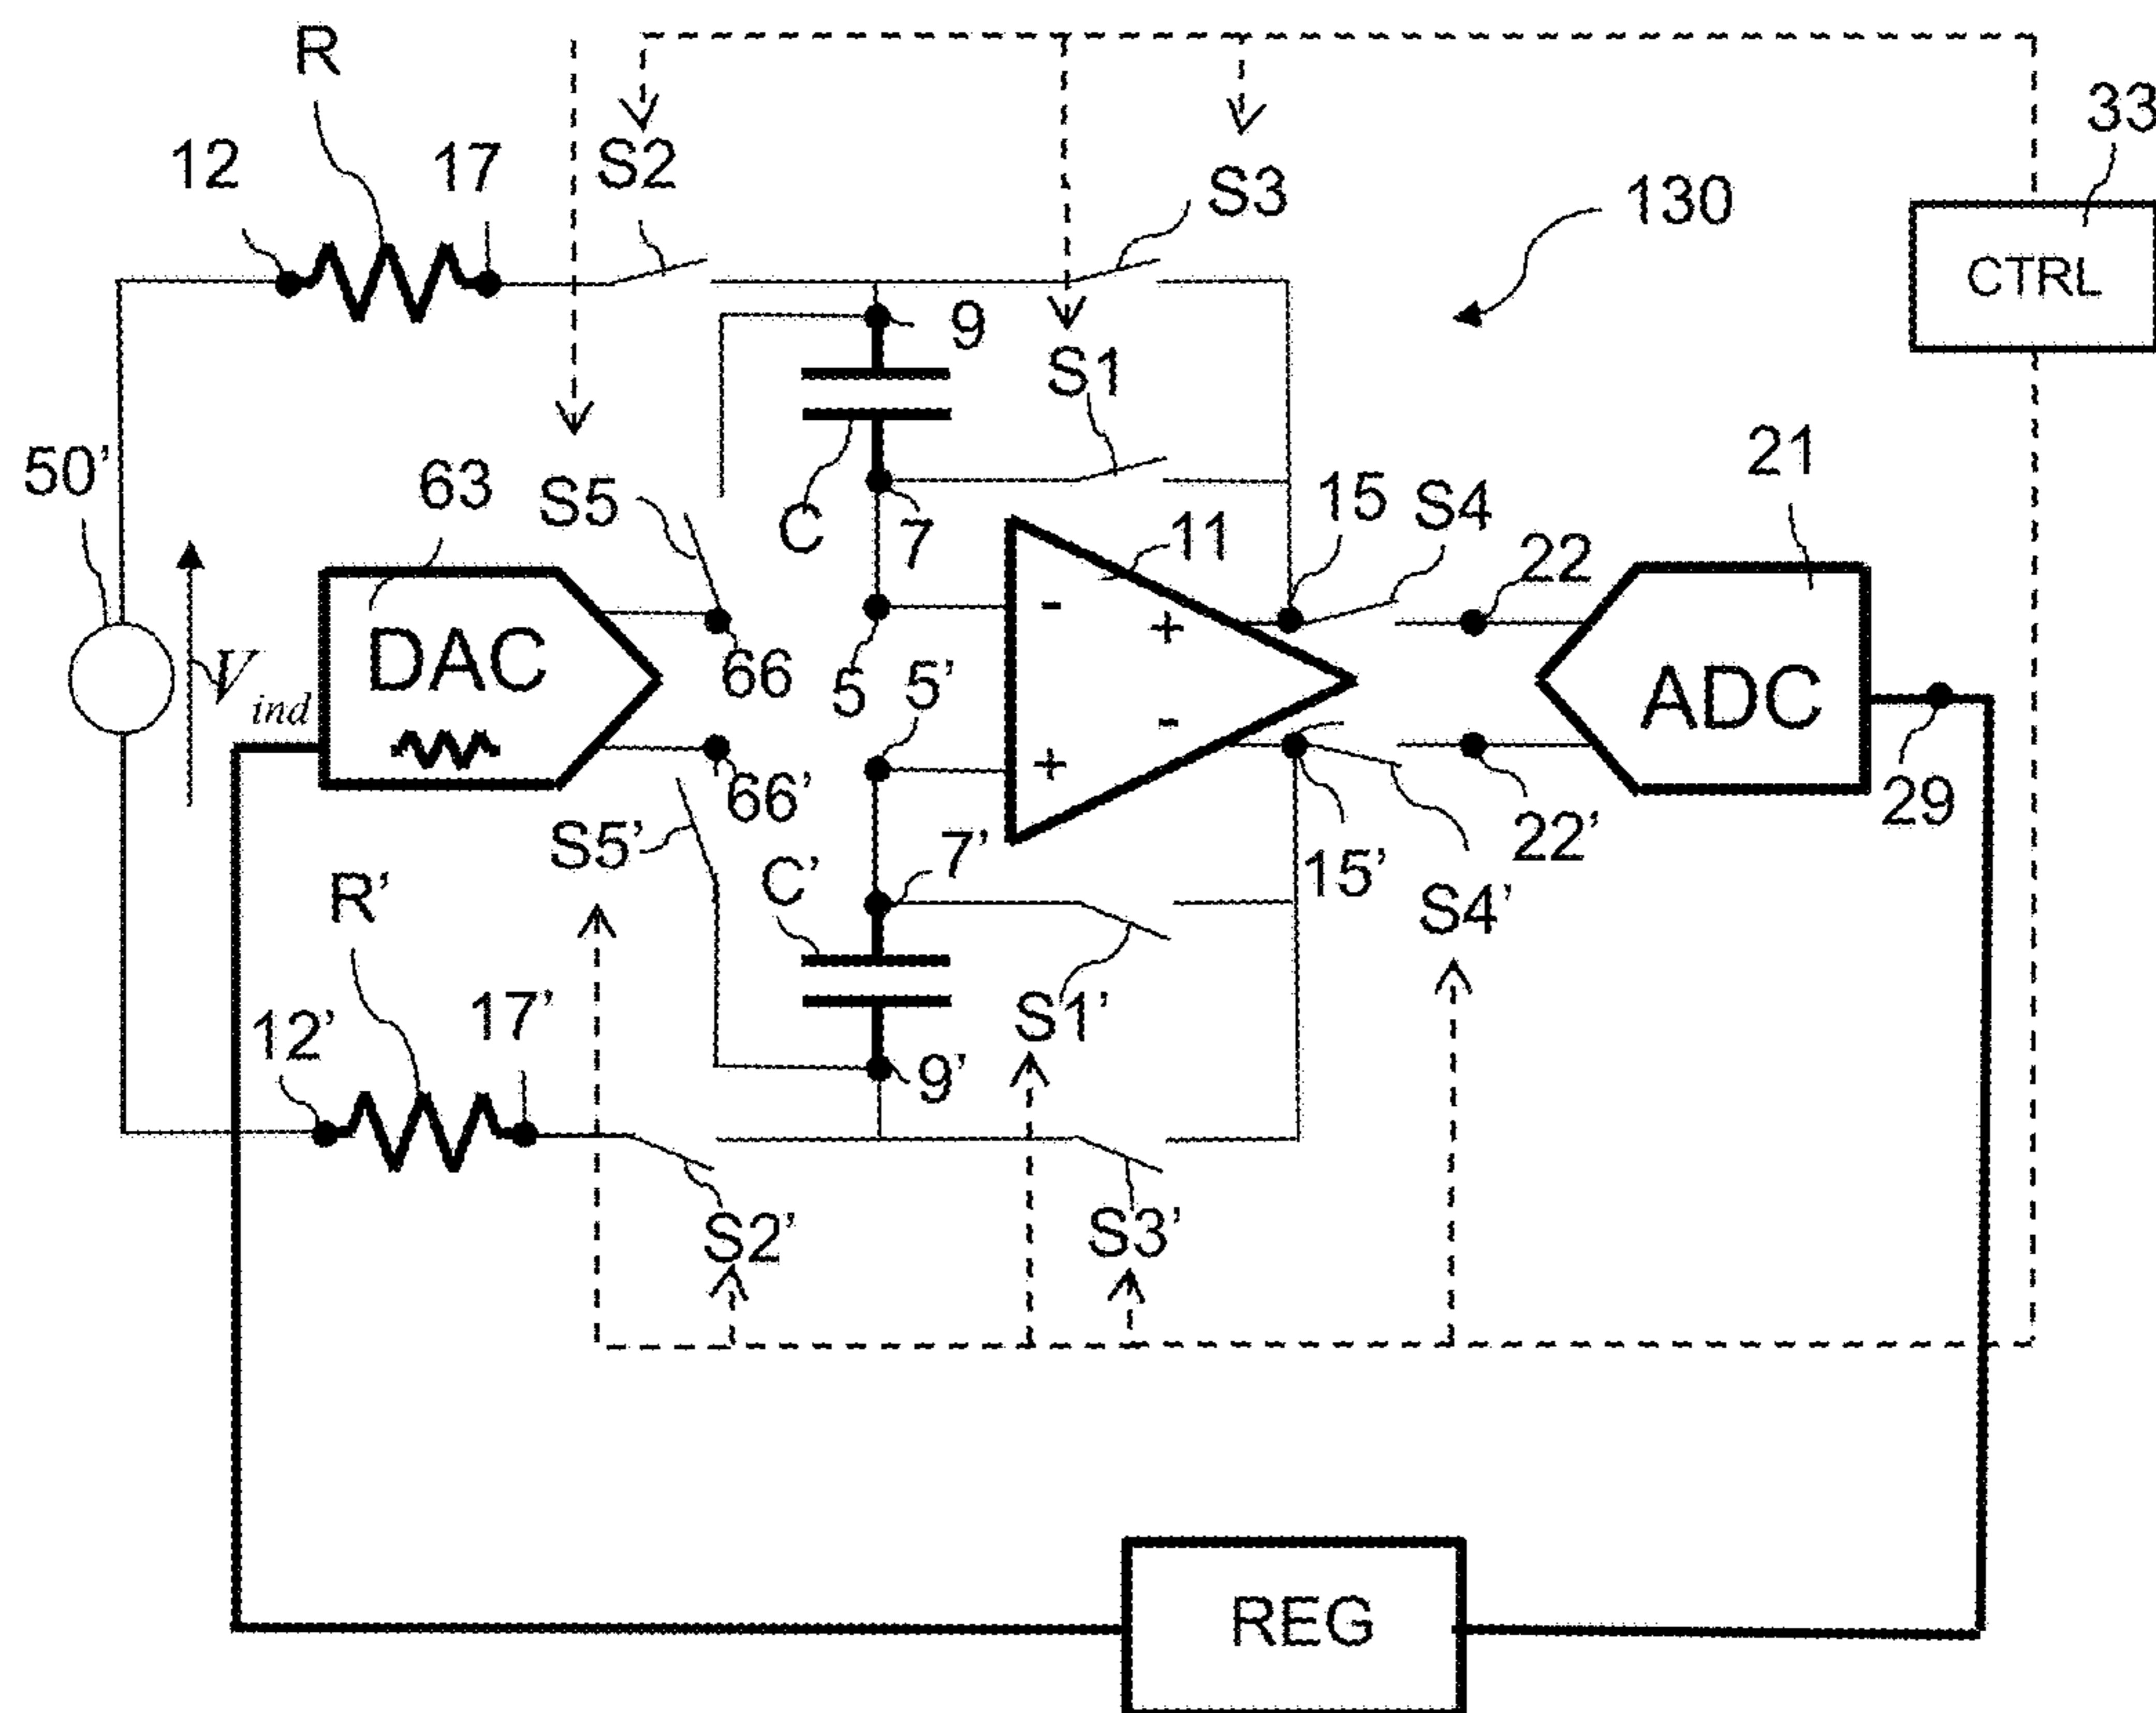 R
33
12
17
S2
S3
130
CTRL
9
S1
50'
63
S5
C
7
11
15
S4
21
22
-
+
V ind
DAC
66
5
5'
ADC
-
+
66'
29
S5'
C'
7'
15'
22'
R'
S4'
12'
17'
S1'
9'
S2'
S3'
REG